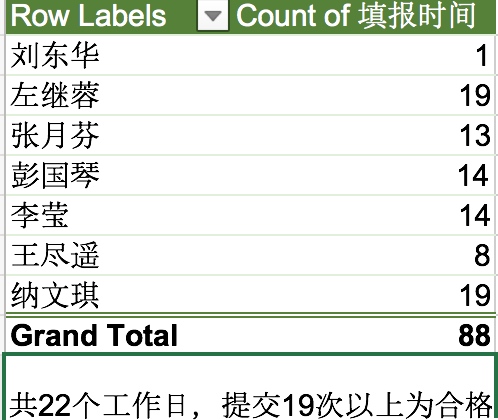 Row Labels Count of 填报时间
刘东华 1
左继蓉 19
张月芬 13
彭国琴 14
李莹 14
王尽遥 8
纳文琪 19
Grand Total 88
共22个工作日，提交19次以上为合格